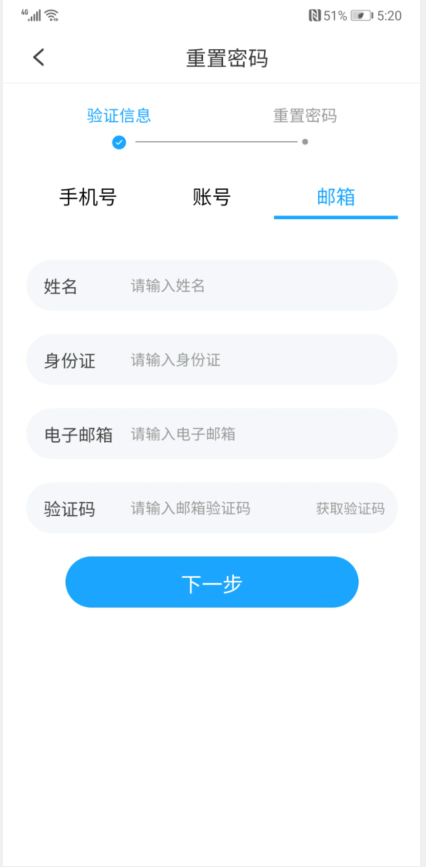 4G 51% 5:20
重置密码
验证信息 重置密码
手机号 账号 邮箱
姓名 请输入姓名
身份证 请输入身份证
电子邮箱 请输入电子邮箱
验证码 请输入邮箱验证码 获取验证码
下一步